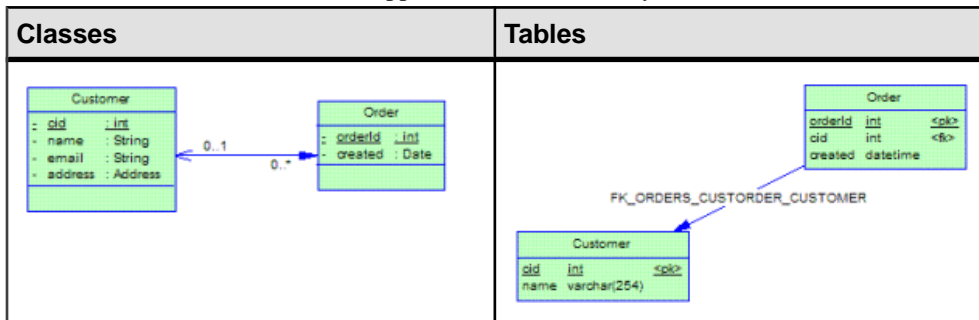 Classes
Tables
Customer
- cid : int
- name : String
- email : String
- address : Address
0..1
0..*
Order
- orderId : int
- created : Date
Order
orderId int <pk>
cid int <fk>
created datetime
FK_ORDERS_CUSTORDER_CUSTOMER
Customer
cid int <pk>
name varchar(254)